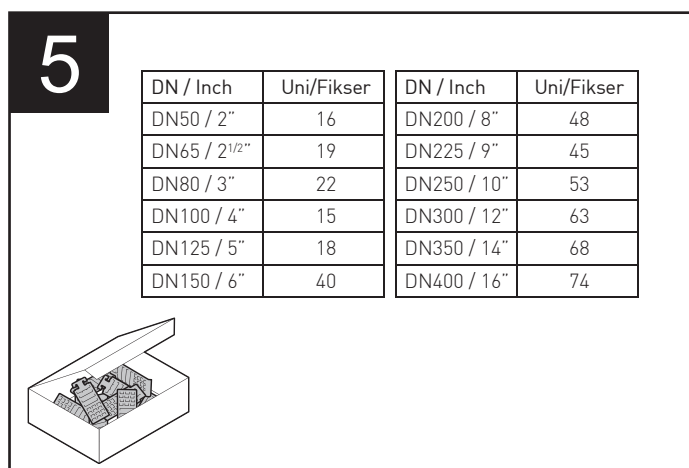 5
DN / Inch Uni/Fikser
DN50 / 2” 16
DN65 / 2 1/2” 19
DN80 / 3” 22
DN100 / 4” 15
DN125 / 5” 18
DN150 / 6” 40
DN / Inch Uni/Fikser
DN200 / 8” 48
DN225 / 9” 45
DN250 / 10” 53
DN300 / 12” 63
DN350 / 14” 68
DN400 / 16” 74